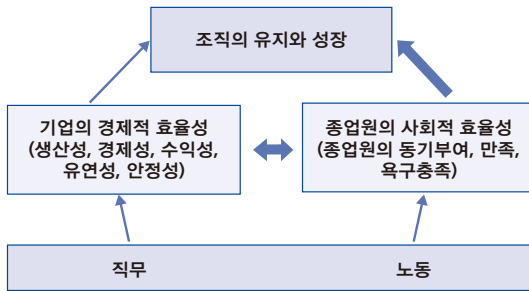 조직의 유지와 성장
기업의 경제적 효율성
(생산성, 경제성, 수익성,
유연성, 안정성)
종업원의 사회적 효율성
(종업원의 동기부여, 만족,
욕구충족)
직무
노동